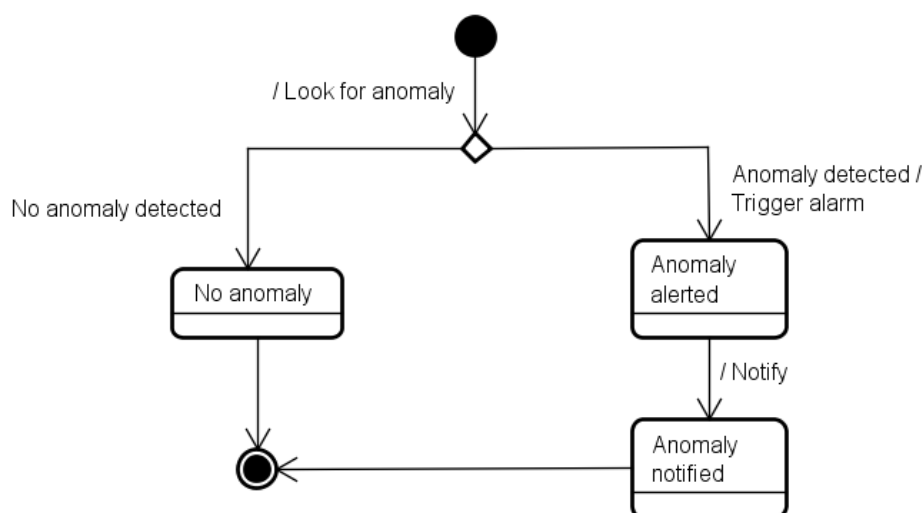 / Look for anomaly
Anomaly detected /
Trigger alarm
No anomaly detected
Anomaly
alerted
No anomaly
/ Notify
Anomaly
notified